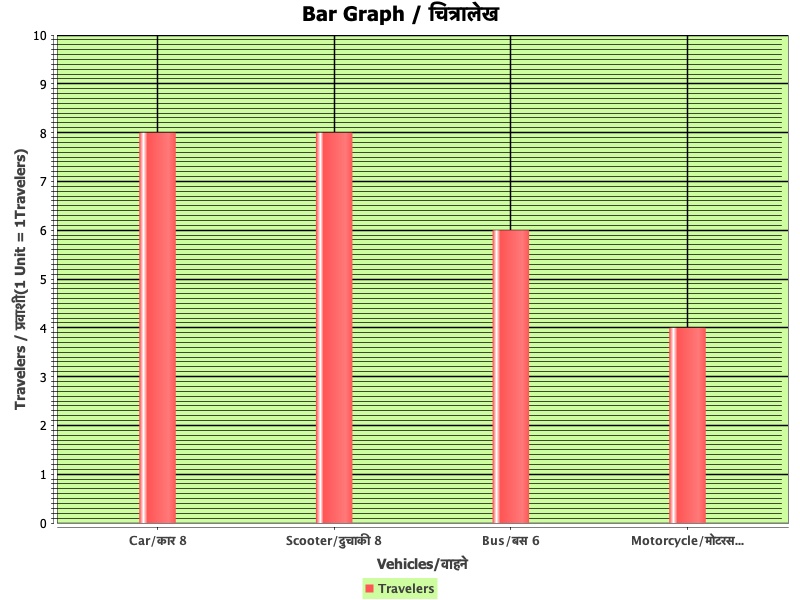 Bar Graph / चित्रालेख
10
9
8
7
6
5
4
3
2
1
0
Travelers / प्रवाशी(1 Unit = 1Travelers)
Car/कार 8
Scooter/दुचाकी 8
Bus/बस 6
Motorcycle/मोटरस...
Vehicles/वाहने
Travelers